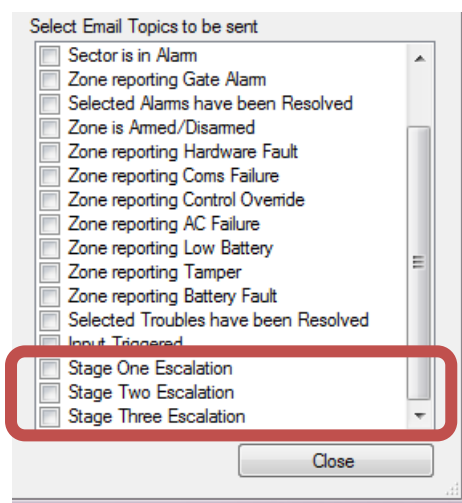 Select Email Topics to be sent
Sector is in Alarm
Zone reporting Gate Alarm
Selected Alarms have been Resolved
Zone is Armed/Disarmed
Zone reporting Hardware Fault
Zone reporting Coms Failure
Zone reporting Control Override
Zone reporting AC Failure
Zone reporting Low Battery
Zone reporting Tamper
Zone reporting Battery Fault
Selected Troubles have been Resolved
Input Triggered
Stage One Escalation
Stage Two Escalation
Stage Three Escalation
Close